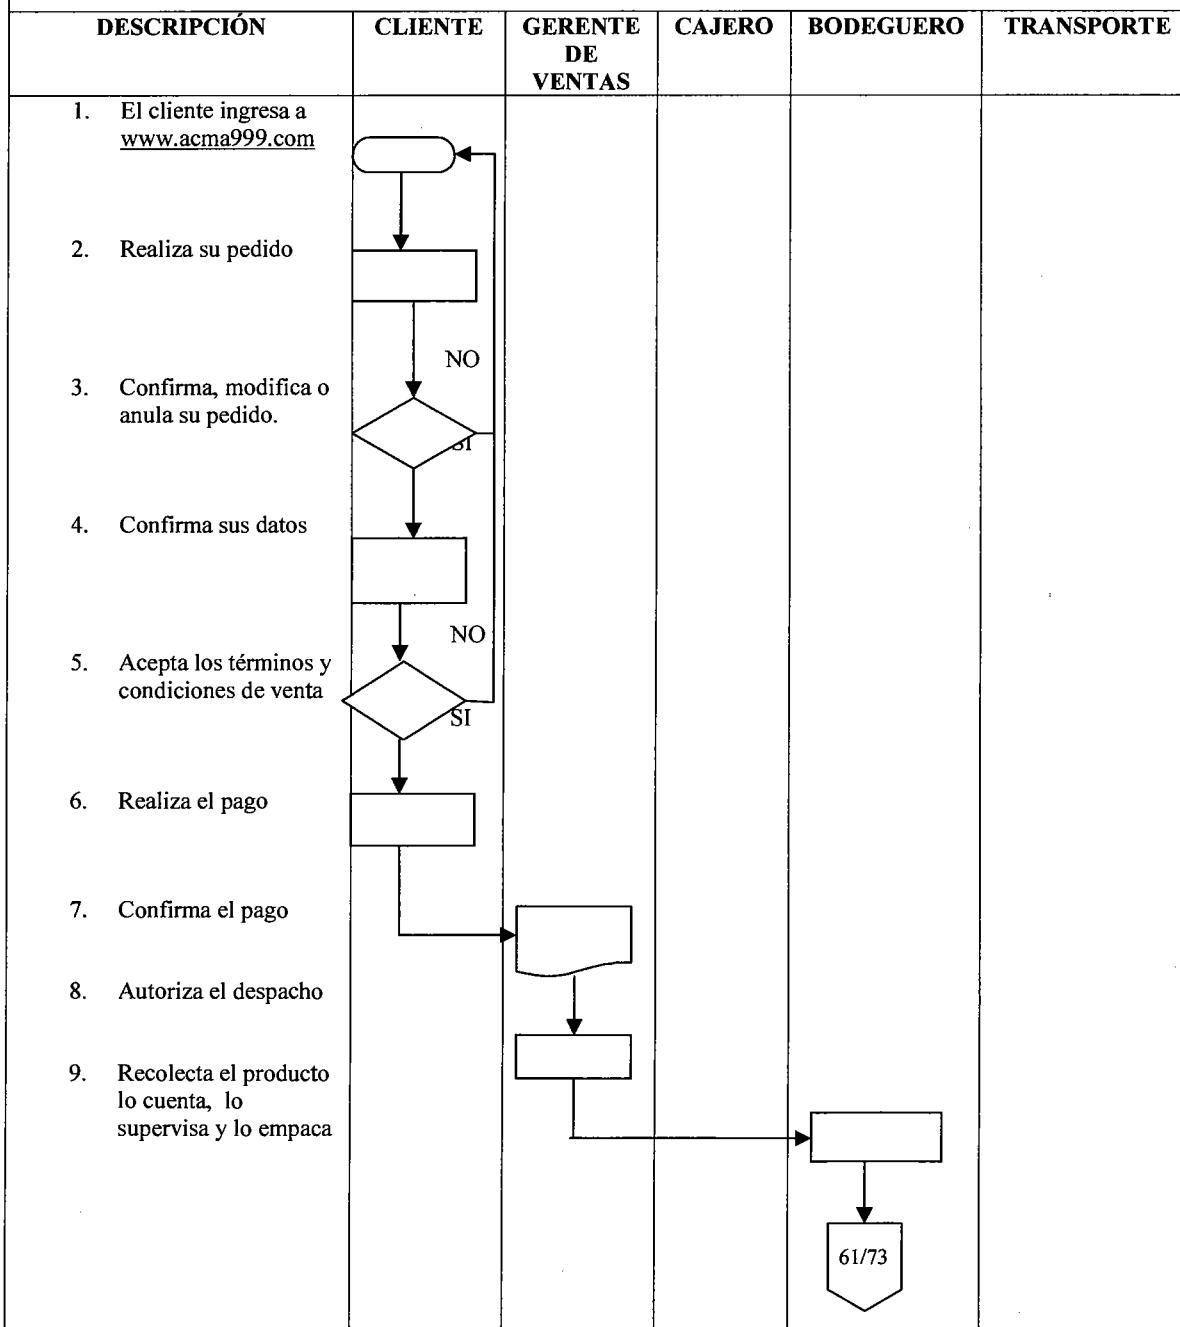 DESCRIPCIÓN CLIENTE GERENTE DE VENTAS CAJERO BODEGUERO TRANSPORTE
1. El cliente ingresa a
www.acma999.com
2. Realiza su pedido
NO
3. Confirma, modifica o
anula su pedido.
SI
4. Confirma sus datos
NO
5. Acepta los términos y
condiciones de venta
SI
6. Realiza el pago
7. Confirma el pago
8. Autoriza el despacho
9. Recolecta el producto
lo cuenta, lo
supervisa y lo empaca
61/73